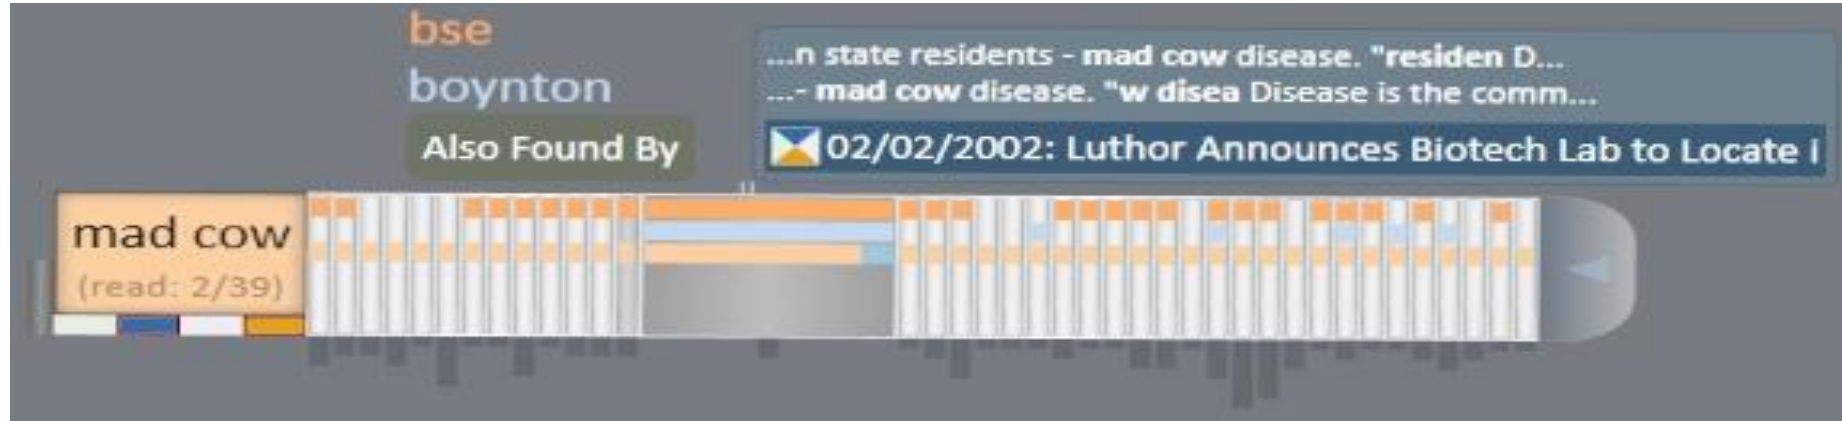 bse
boynton
Also Found By
...n state residents - mad cow disease. "residen D...
...- mad cow disease. "w disea Disease is the comm...
02/02/2002: Luthor Announces Biotech Lab to Locate i
mad cow
(read: 2/39)